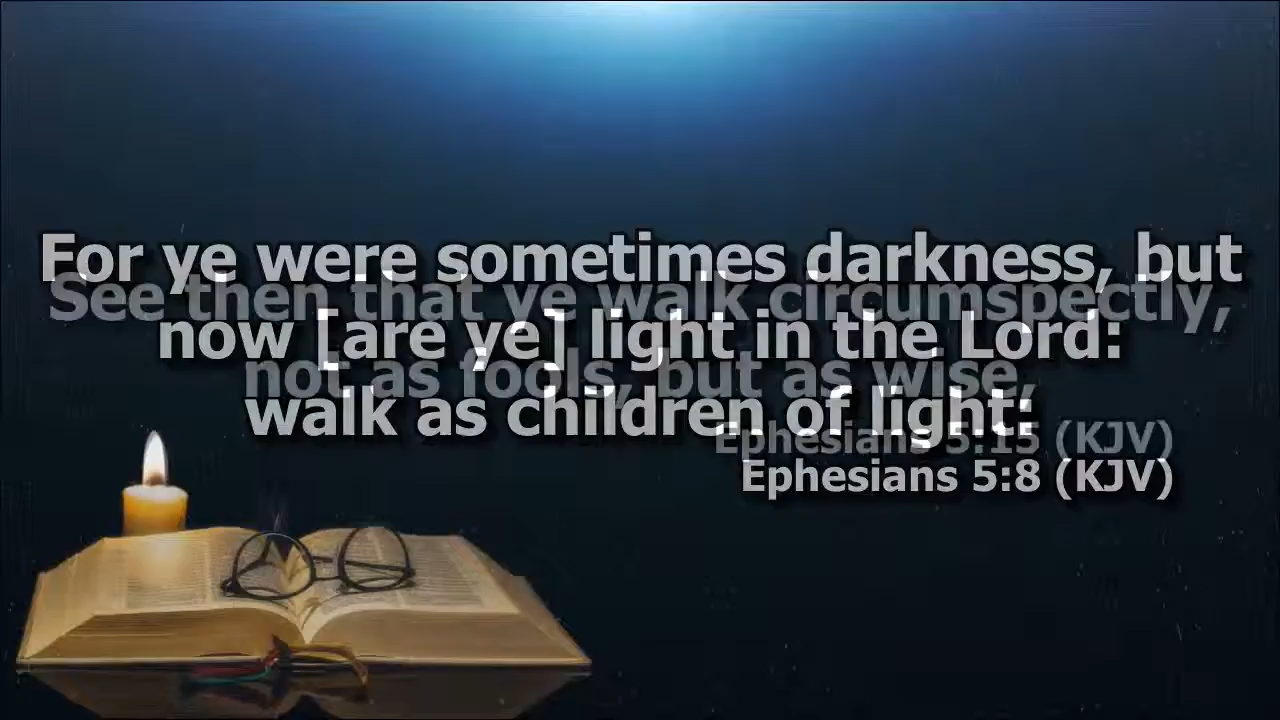 For ye were sometimes darkness, but
See then that ye walk circumspectly,
now [are ye] light in the Lord:
not as fools, but as wise,
walk as children of light:
Ephesians 5:15 (KJV)
Ephesians 5:8 (KJV)